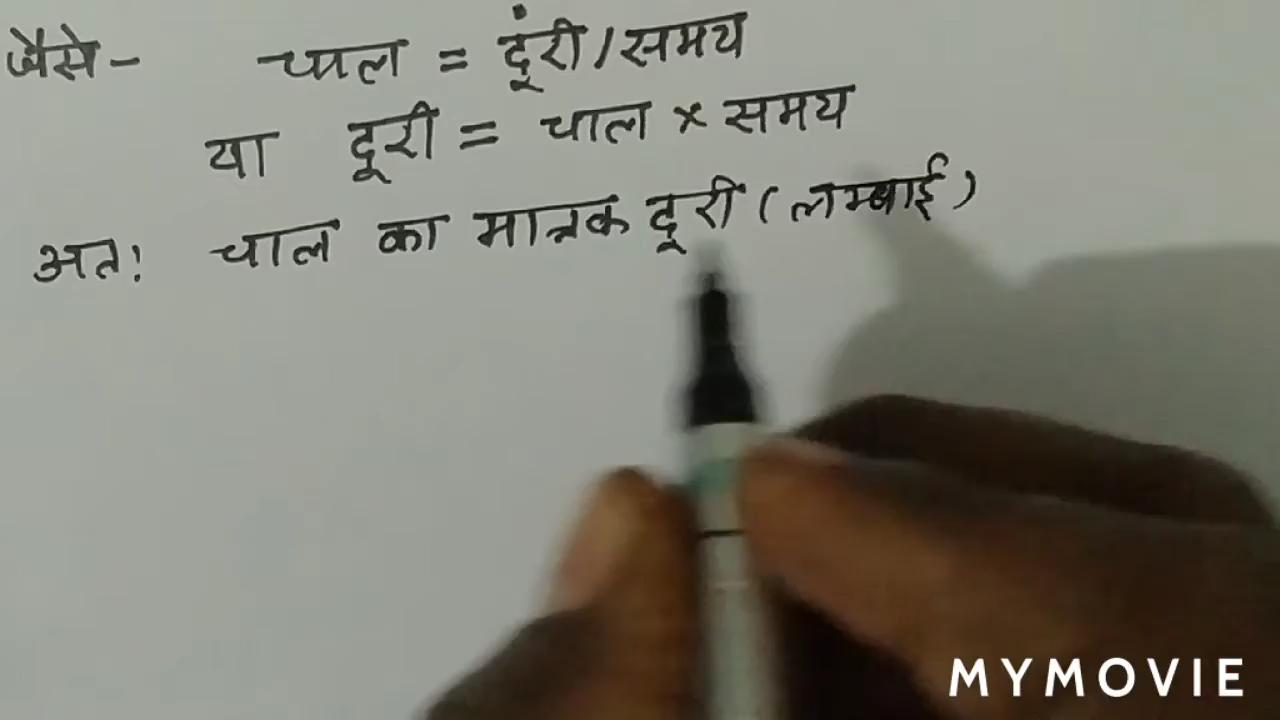 जैसे- चाल = दूंरी/समय
या दूरी = चाल × समय
अत: चाल का मात्रक दूरी (लम्बाई)
MYMOVIE